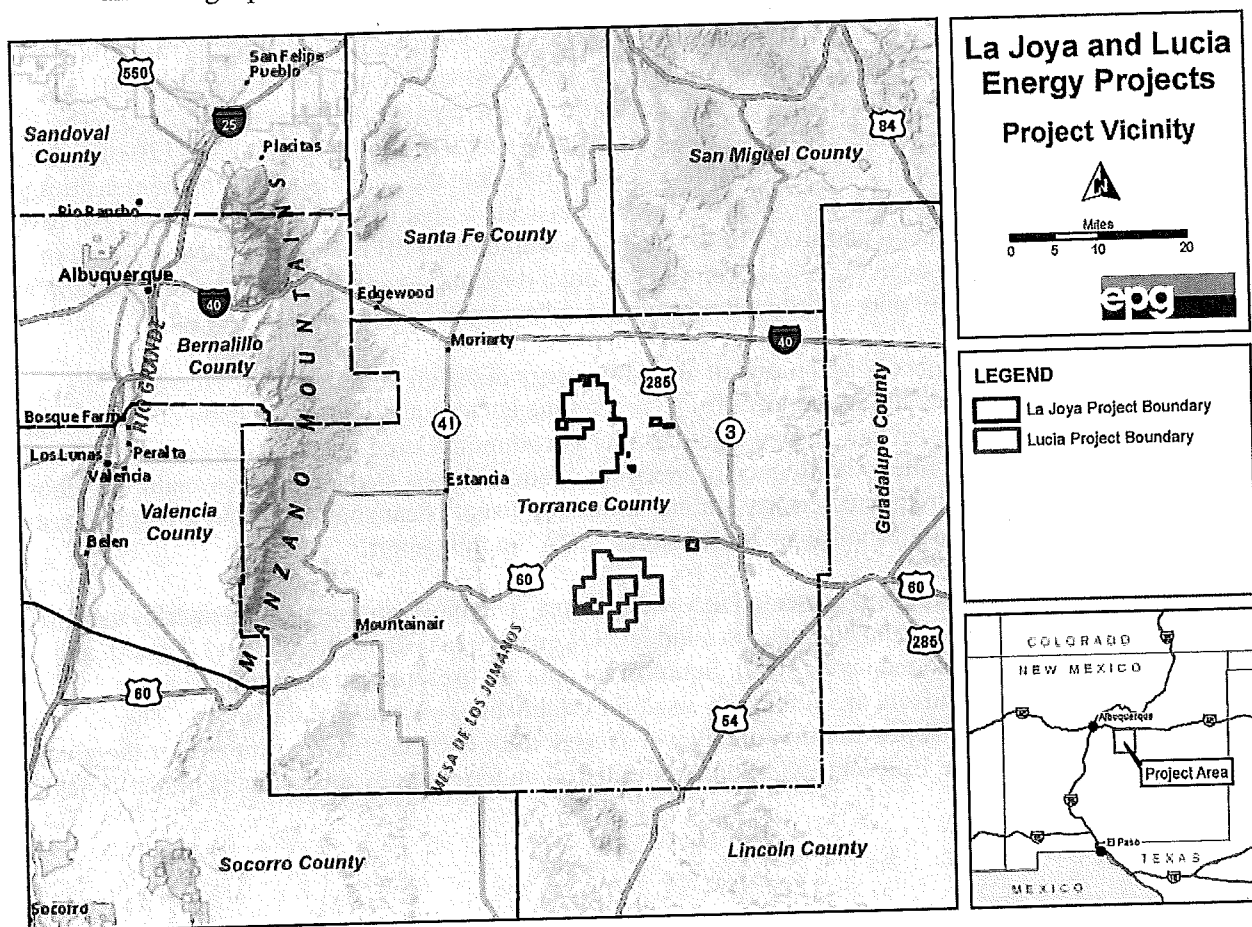 San Felipe
Pueblo
550
25
Sandoval
County
Placitas
84
San Miguel County
Rio Rancho
Santa Fe County
Albuquerque
40
Edgewood
Bernalillo
County
Moriarty
40
RIO GRANDE
MANZANO MOUNTAINS
285
Guadalupe County
Bosque Farm
41
3
Los Lunas
Peralta
Valencia
Estancia
Torrance County
Valencia
County
Belen
60
60
Mountainair
285
MESA DE LOS JUMANOS
60
54
Socorro County
Lincoln County
Socorro
La Joya and Lucia
Energy Projects
Project Vicinity
N
Miles
0 5 10 20
epg
LEGEND
La Joya Project Boundary
Lucia Project Boundary
COLORADO
NEW MEXICO
Albuquerque
Project Area
El Paso
TEXAS
MEXICO